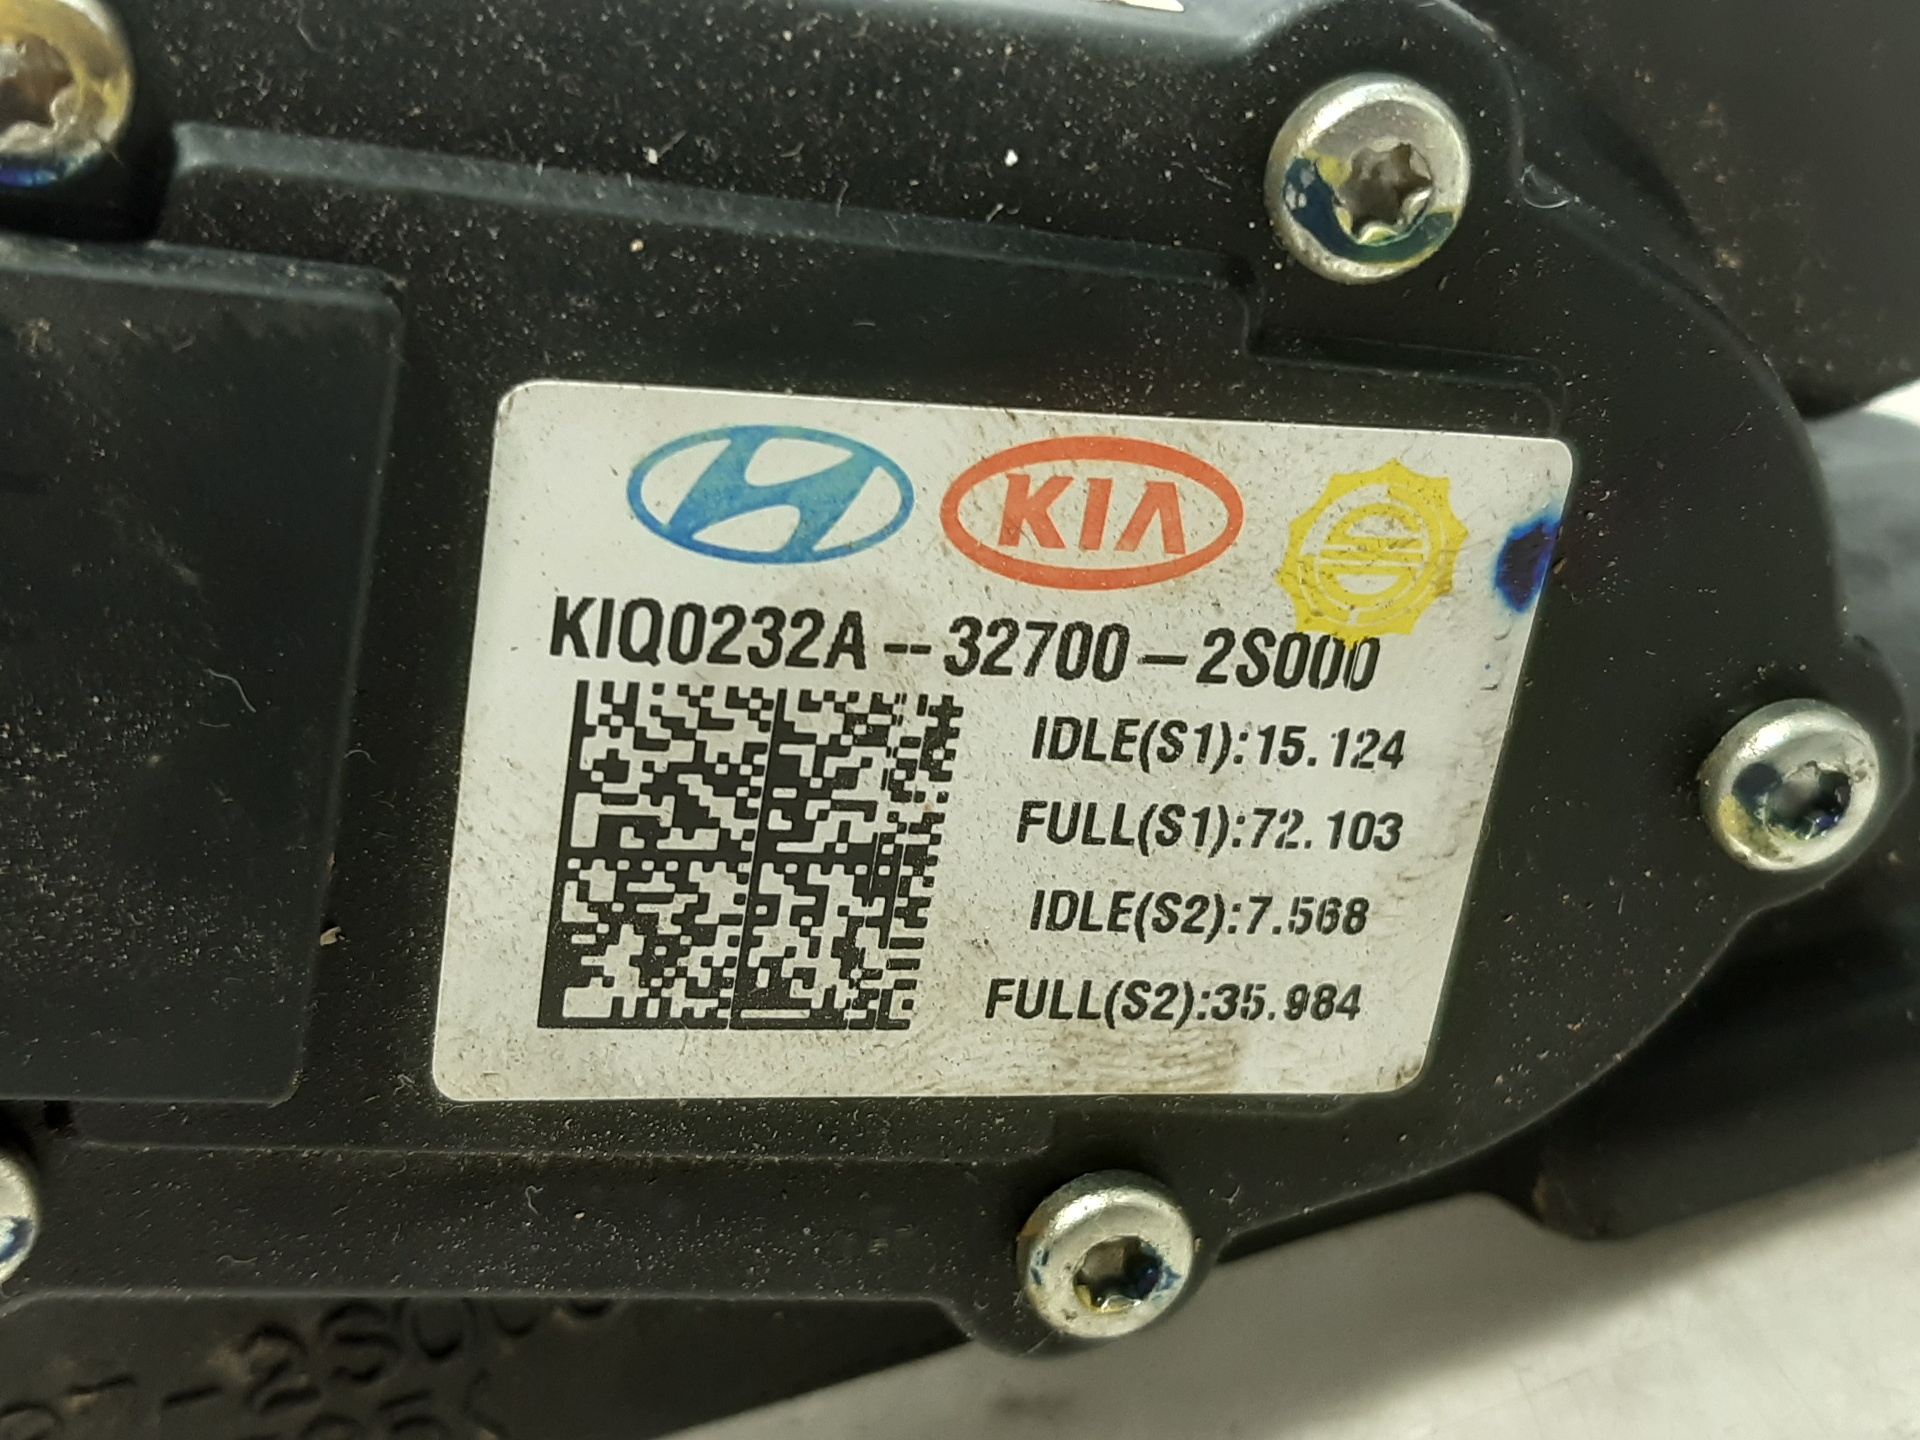 KIA
KIQ0232A--32700-2S000
IDLE(S1):15.124
FULL(S1):72.103
IDLE(S2):7.568
FULL(S2):35.984